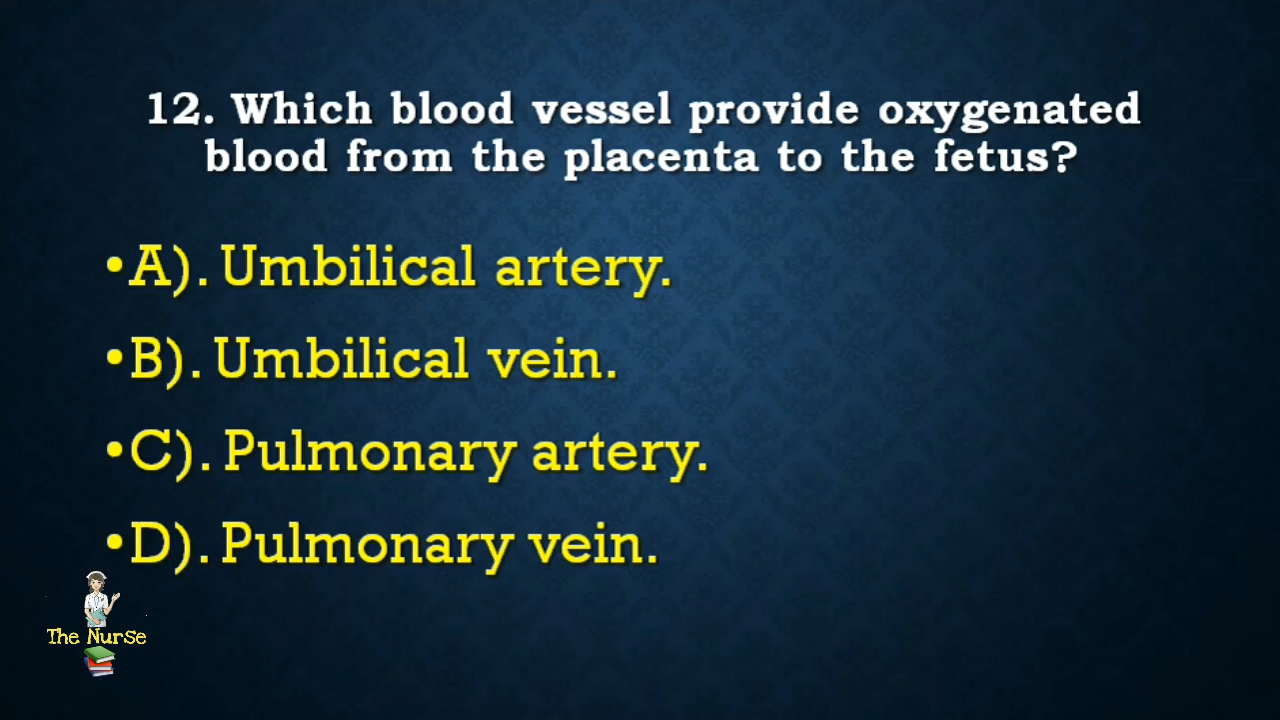 12. Which blood vessel provide oxygenated
blood from the placenta to the fetus?
•A). Umbilical artery.
•B). Umbilical vein.
•C). Pulmonary artery.
•D). Pulmonary vein.
The Nurse